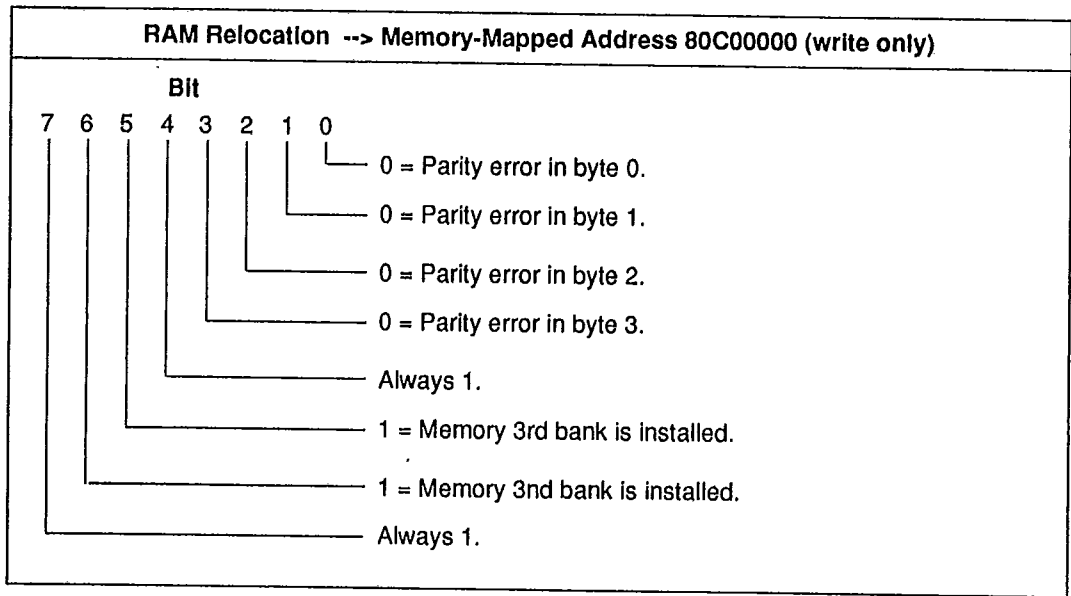 RAM Relocation --> Memory-Mapped Address 80C00000 (write only)
Bit
7 6 5 4 3 2 1 0
0 = Parity error in byte 0.
0 = Parity error in byte 1.
0 = Parity error in byte 2.
0 = Parity error in byte 3.
Always 1.
1 = Memory 3rd bank is installed.
1 = Memory 3nd bank is installed.
Always 1.